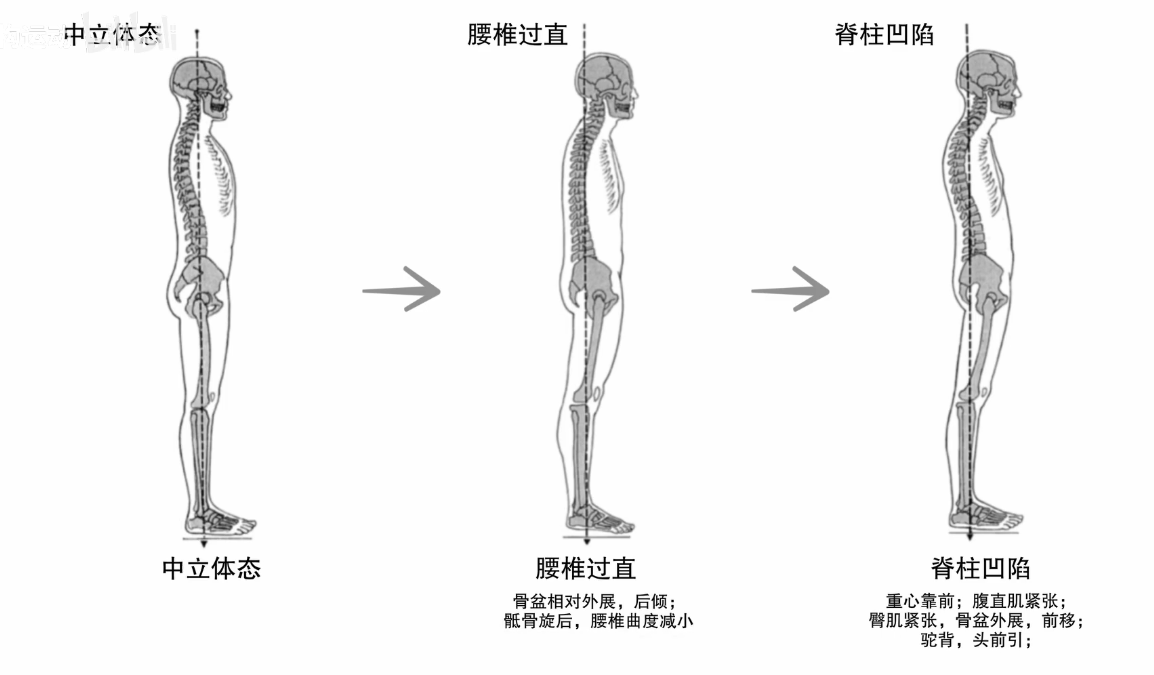 中立体态
腰椎过直
脊柱凹陷
中立体态
腰椎过直
脊柱凹陷
骨盆相对外展，后倾；
骶骨旋后，腰椎曲度减小
重心靠前；腹直肌紧张；
臀肌紧张，骨盆外展，前移；
驼背，头前引；